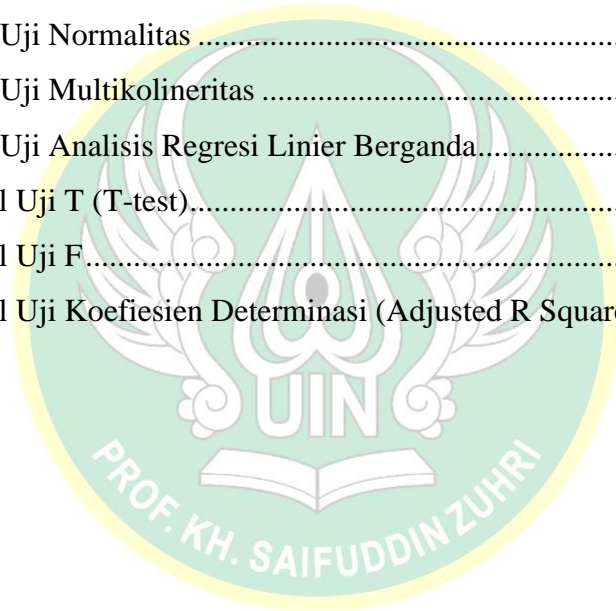 Uji Normalitas ......................................................
Uji Multikolineritas ..............................................
Uji Analisis Regresi Linier Berganda....................
l Uji T (T-test)........................................................
l Uji F.....................................................................
l Uji Koefiesien Determinasi (Adjusted R Square
UIN
PROF. KH. SAIFUDDIN ZUHRI